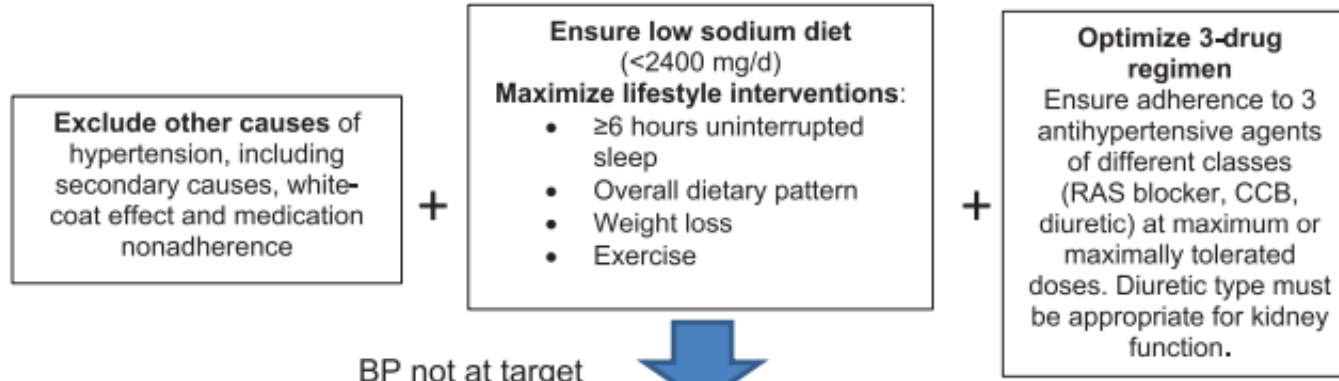 Exclude other causes of
hypertension, including
secondary causes, white-
coat effect and medication
nonadherence
+
Ensure low sodium diet
(<2400 mg/d)
Maximize lifestyle interventions:
• ≥6 hours uninterrupted
sleep
• Overall dietary pattern
• Weight loss
• Exercise
+
Optimize 3-drug
regimen
Ensure adherence to 3
antihypertensive agents
of different classes
(RAS blocker, CCB,
diuretic) at maximum or
maximally tolerated
doses. Diuretic type must
be appropriate for kidney
function.
BP not at target